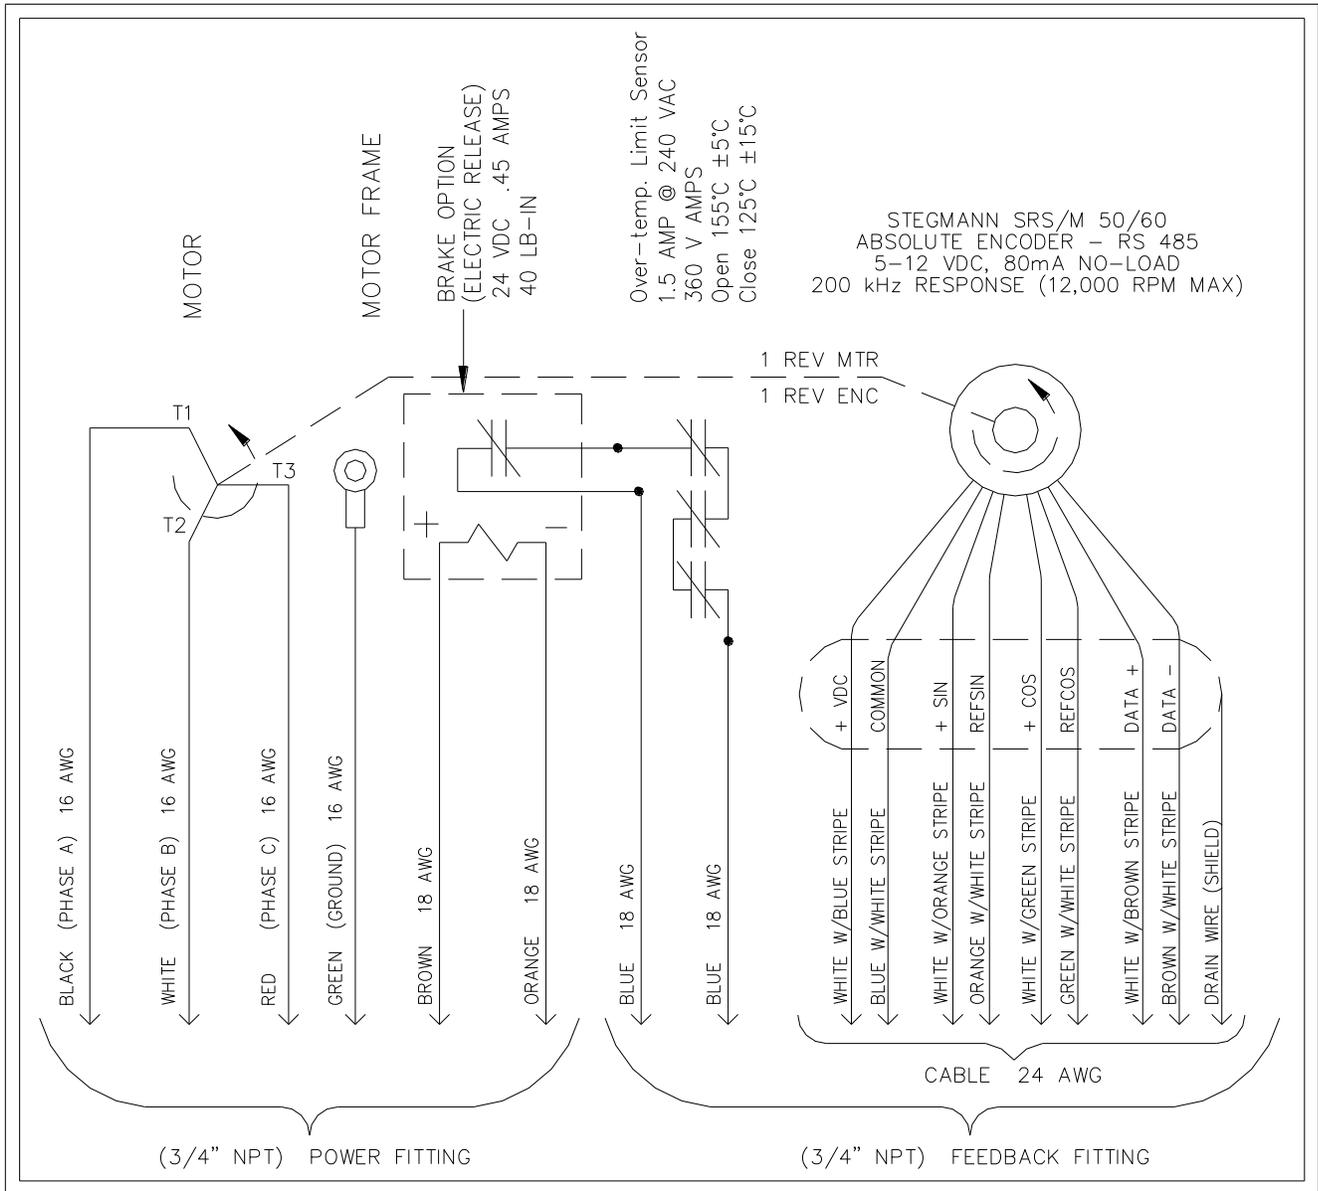 MOTOR
MOTOR FRAME
BRAKE OPTION
(ELECTRIC RELEASE)
24 VDC .45 AMPS
40 LB-IN
Over-temp. Limit Sensor
1.5 AMP @ 240 VAC
360 V AMPS
Open 155°C ±5°C
Close 125°C ±15°C
STEGMANN SRS/M 50/60
ABSOLUTE ENCODER - RS 485
5-12 VDC, 80mA NO-LOAD
200 kHz RESPONSE (12,000 RPM MAX)
1 REV MTR
1 REV ENC
T1
T3
T2
+
-
+ VDC
COMMON
+ SIN
REFSIN
+ COS
REFCOS
DATA +
DATA -
BLACK (PHASE A) 16 AWG
WHITE (PHASE B) 16 AWG
RED (PHASE C) 16 AWG
GREEN (GROUND) 16 AWG
BROWN 18 AWG
ORANGE 18 AWG
BLUE 18 AWG
BLUE 18 AWG
WHITE W/BLUE STRIPE
BLUE W/WHITE STRIPE
WHITE W/ORANGE STRIPE
ORANGE W/WHITE STRIPE
WHITE W/GREEN STRIPE
GREEN W/WHITE STRIPE
WHITE W/BROWN STRIPE
BROWN W/WHITE STRIPE
DRAIN WIRE (SHIELD)
CABLE 24 AWG
(3/4" NPT) POWER FITTING
(3/4" NPT) FEEDBACK FITTING